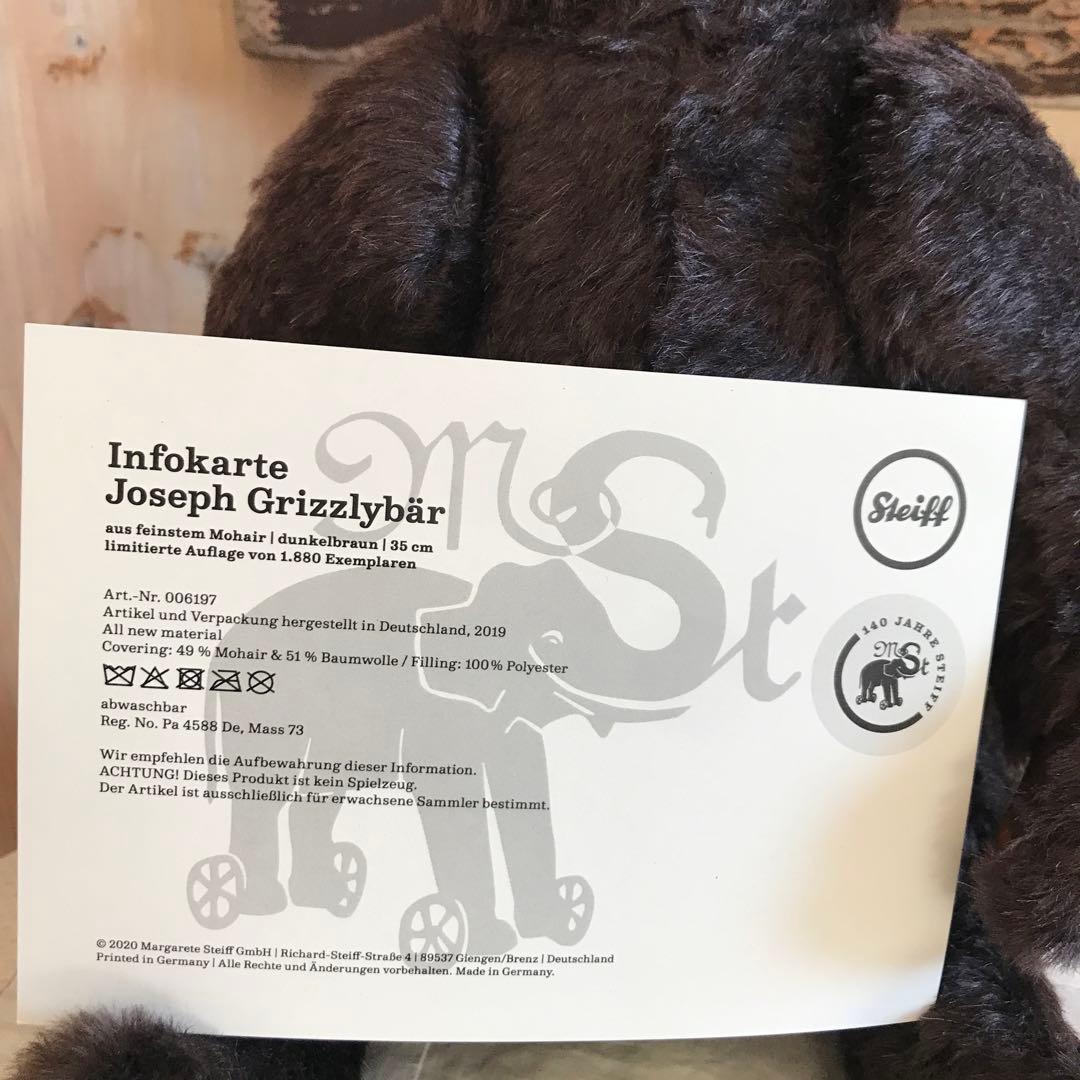 Infokarte
Joseph Grizzlybär
aus feinstem Mohair | dunkelbraun | 35 cm
limitierte Auflage von 1.880 Exemplaren
Art.-Nr. 006197
Artikel und Verpackung hergestellt in Deutschland, 2019
All new material
Covering: 49 % Mohair & 51 % Baumwolle / Filling: 100 % Polyester
abwaschbar
Reg. No. Pa 4588 De, Mass 73
Wir empfehlen die Aufbewahrung dieser Information.
ACHTUNG! Dieses Produkt ist kein Spielzeug.
Der Artikel ist ausschließlich für erwachsene Sammler bestimmt.
© 2020 Margarete Steiff GmbH | Richard-Steiff-Straße 4 | 89537 Giengen/Brenz | Deutschland
Printed in Germany | Alle Rechte und Änderungen vorbehalten. Made in Germany.
MSt
Steiff
140 JAHRE STEIFF
MSt